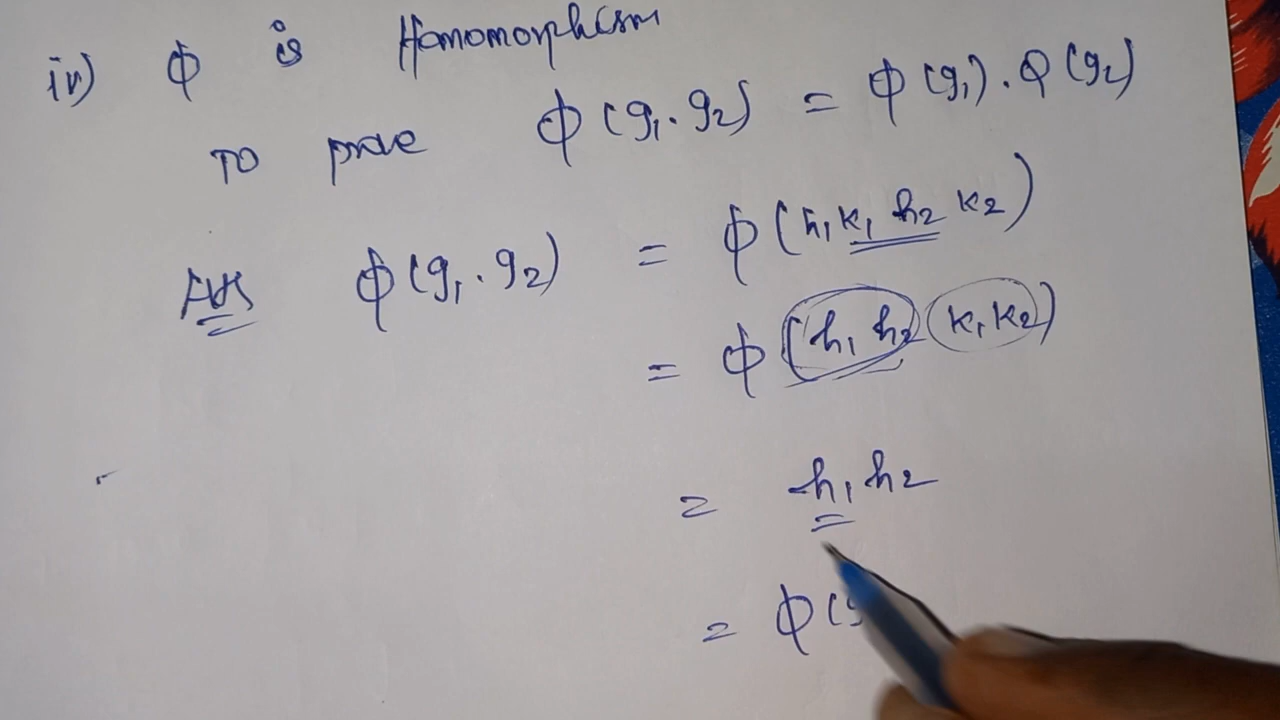 iv) φ is Homomorphism
To prove φ(g₁.g₂) = φ(g₁).φ(g₂)
φ(g₁.g₂) = φ(h₁k₁h₂k₂)
= φ(h₁h₂ k₁k₂)
= h₁h₂
= φ(g